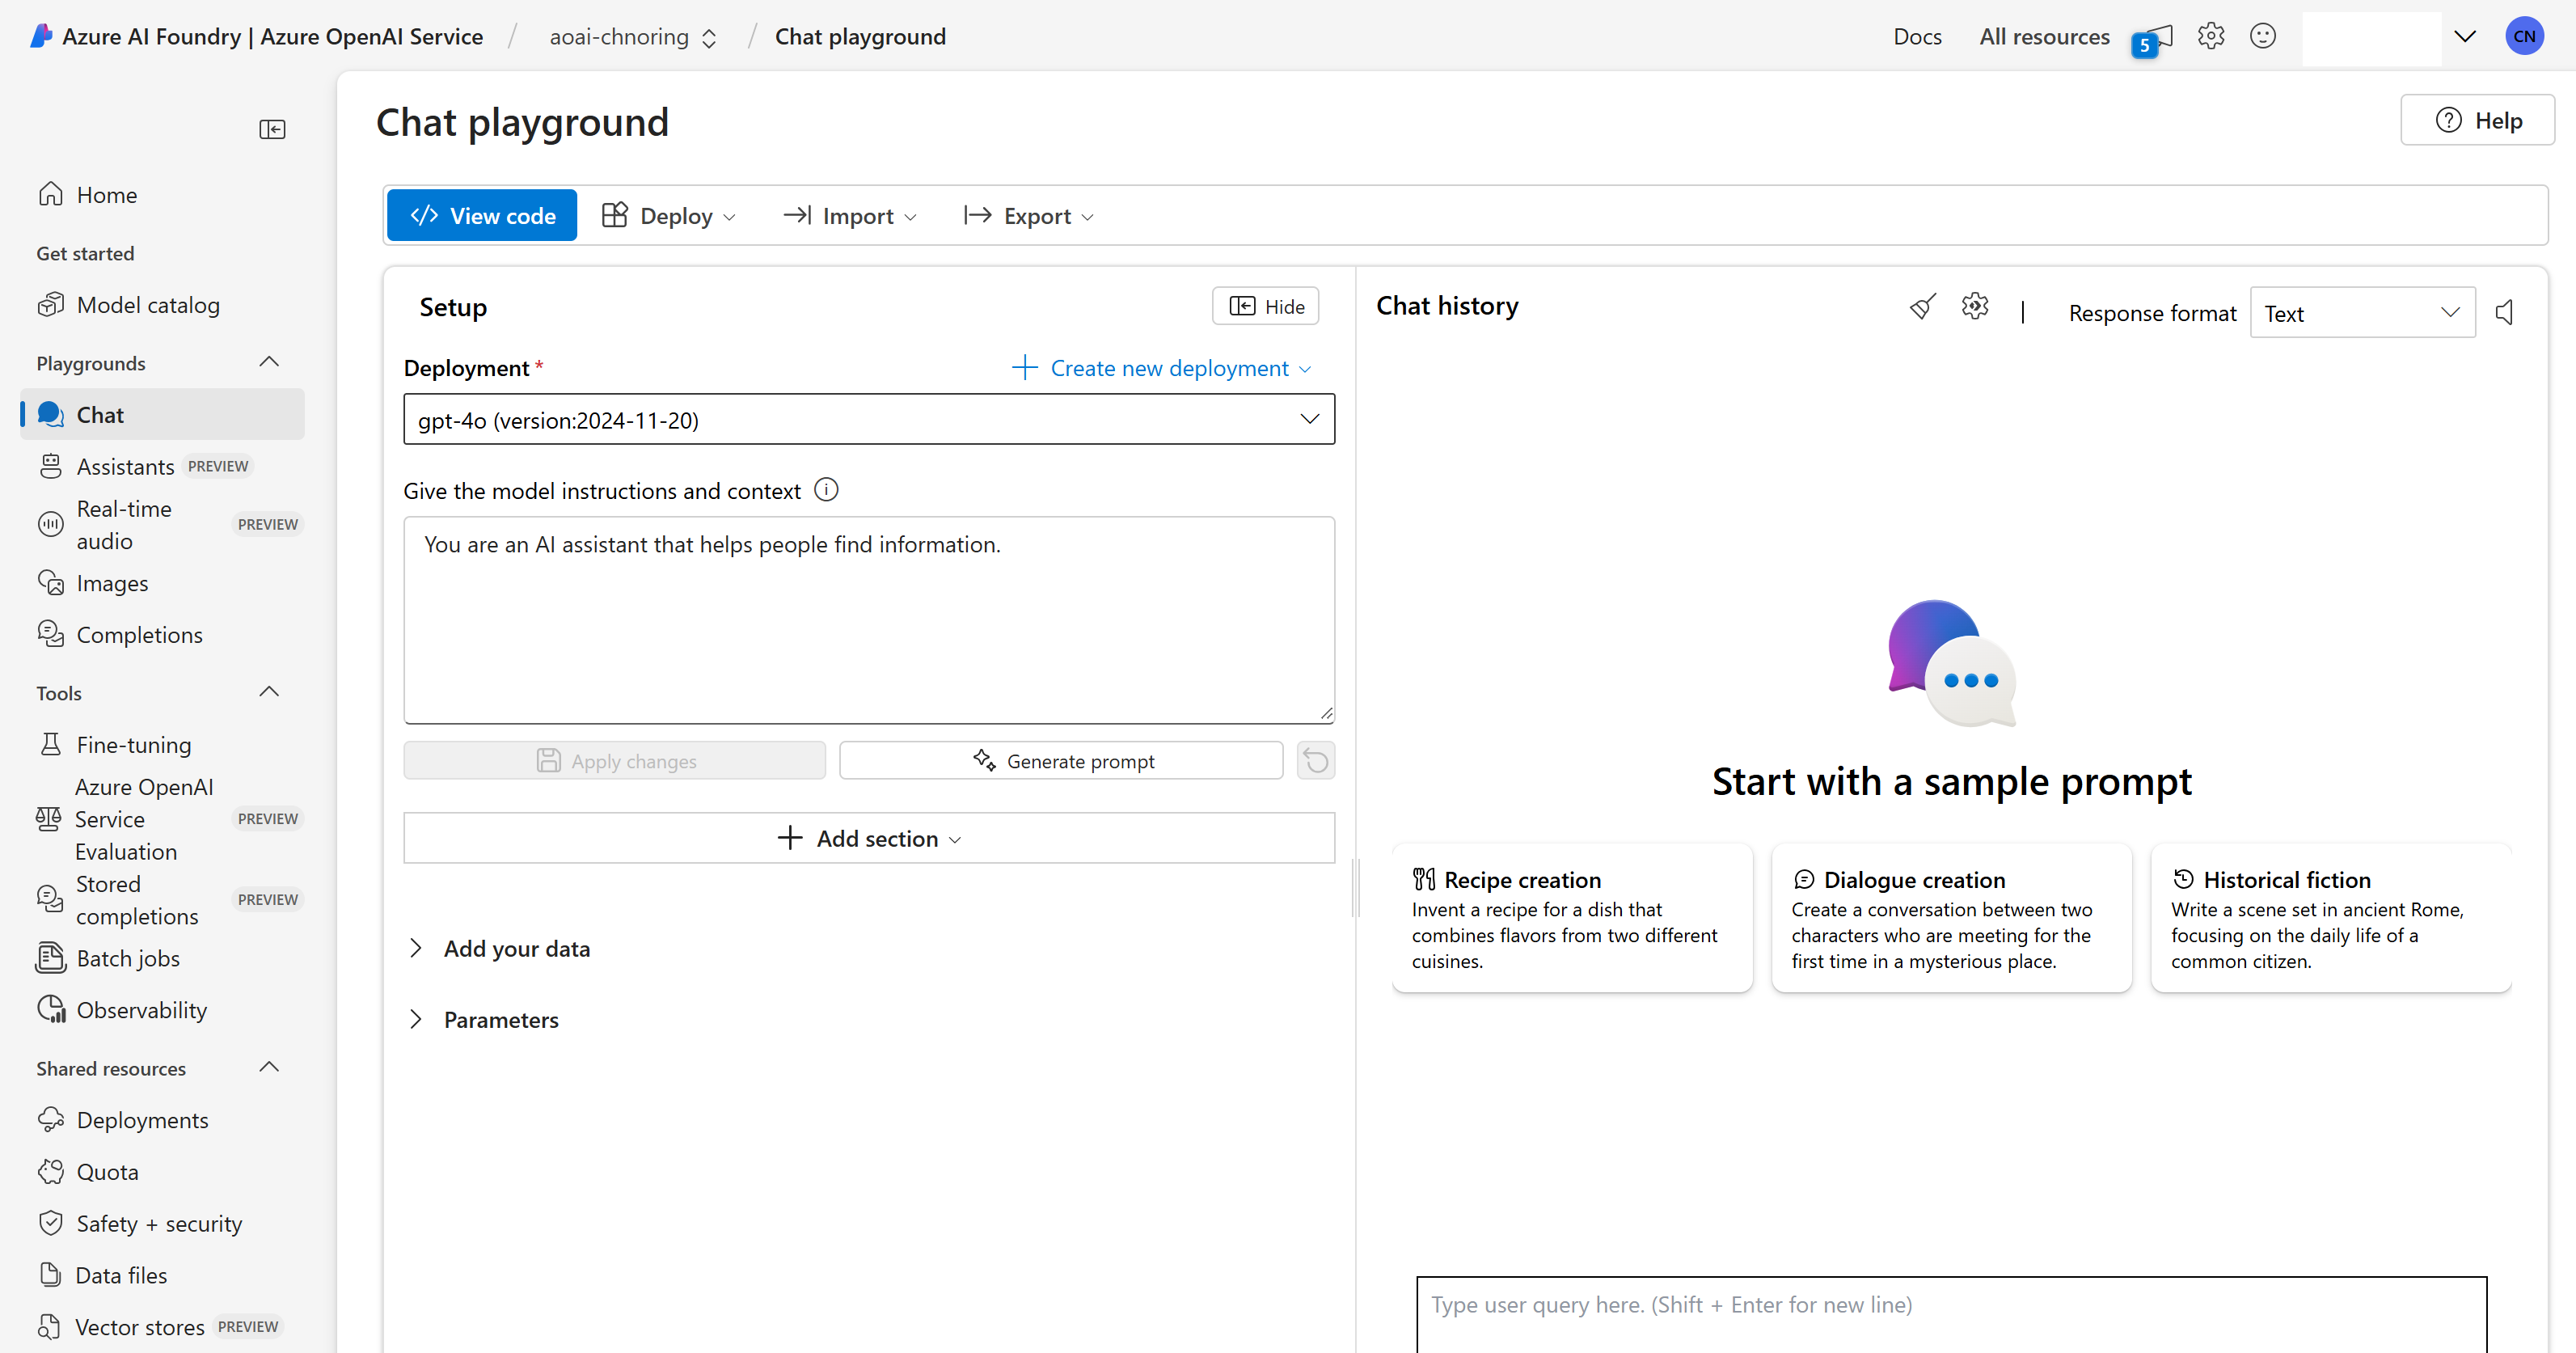 Azure AI Foundry | Azure OpenAI Service / aoai-chnoring / Chat playground
Docs All resources 5 CN
Chat playground
Help
Home
View code Deploy Import Export
Get started
Model catalog
Playgrounds
Chat
Assistants PREVIEW
Real-time
audio
PREVIEW
Images
Completions
Tools
Fine-tuning
Azure OpenAI
Service
Evaluation
PREVIEW
Stored
completions
PREVIEW
Batch jobs
Observability
Shared resources
Deployments
Quota
Safety + security
Data files
Vector stores PREVIEW
Setup
Hide
Deployment *
Create new deployment
gpt-4o (version:2024-11-20)
Give the model instructions and context
You are an AI assistant that helps people find information.
Apply changes
Generate prompt
Add section
Add your data
Parameters
Chat history
Response format Text
Start with a sample prompt
Recipe creation
Invent a recipe for a dish that
combines flavors from two different
cuisines.
Dialogue creation
Create a conversation between two
characters who are meeting for the
first time in a mysterious place.
Historical fiction
Write a scene set in ancient Rome,
focusing on the daily life of a
common citizen.
Type user query here. (Shift + Enter for new line)